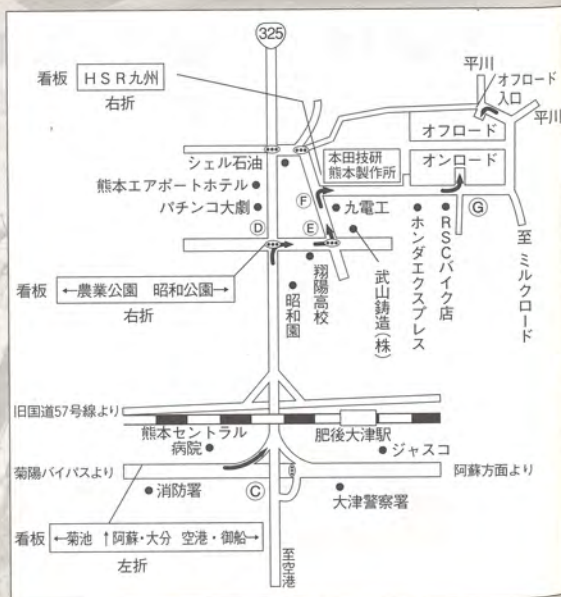 325
看板 HSR九州
右折
平川
オフロード
入口
平川
オフロード
オンロード
本田技研
熊本製作所
シェル石油
熊本エアポートホテル
パチンコ大劇
Ⓓ
Ⓔ
Ⓕ
Ⓖ
九電工
武山鋳造(株)
ホンダエクスプレス
RSCバイク店
至 ミルクロード
看板 ←農業公園 昭和公園→
右折
翔陽高校
昭和園
旧国道57号線より
熊本セントラル
病院
肥後大津駅
ジャスコ
菊陽バイパスより
阿蘇方面より
消防署
Ⓒ
大津警察署
看板 ←菊池 ↑阿蘇・大分 空港・御船→
左折
至空港